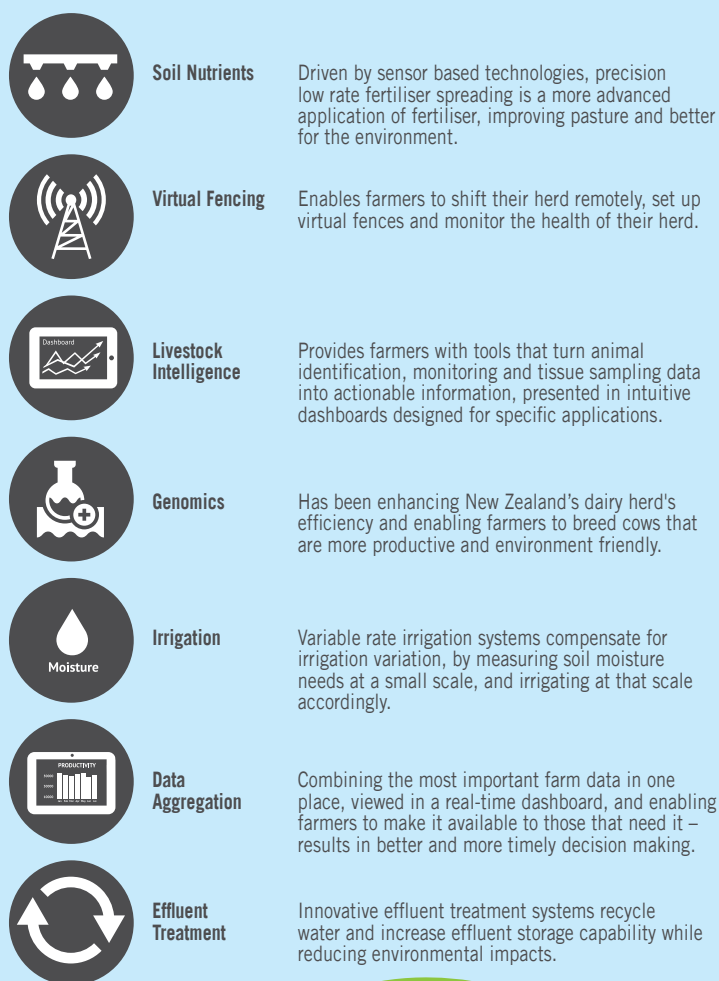 Soil Nutrients
Driven by sensor based technologies, precision
low rate fertiliser spreading is a more advanced
application of fertiliser, improving pasture and better
for the environment.
Virtual Fencing
Enables farmers to shift their herd remotely, set up
virtual fences and monitor the health of their herd.
Dashboard
Livestock
Intelligence
Provides farmers with tools that turn animal
identification, monitoring and tissue sampling data
into actionable information, presented in intuitive
dashboards designed for specific applications.
Genomics
Has been enhancing New Zealand’s dairy herd's
efficiency and enabling farmers to breed cows that
are more productive and environment friendly.
Moisture
Irrigation
Variable rate irrigation systems compensate for
irrigation variation, by measuring soil moisture
needs at a small scale, and irrigating at that scale
accordingly.
PRODUCTIVITY
Data
Aggregation
Combining the most important farm data in one
place, viewed in a real-time dashboard, and enabling
farmers to make it available to those that need it –
results in better and more timely decision making.
Effluent
Treatment
Innovative effluent treatment systems recycle
water and increase effluent storage capability while
reducing environmental impacts.